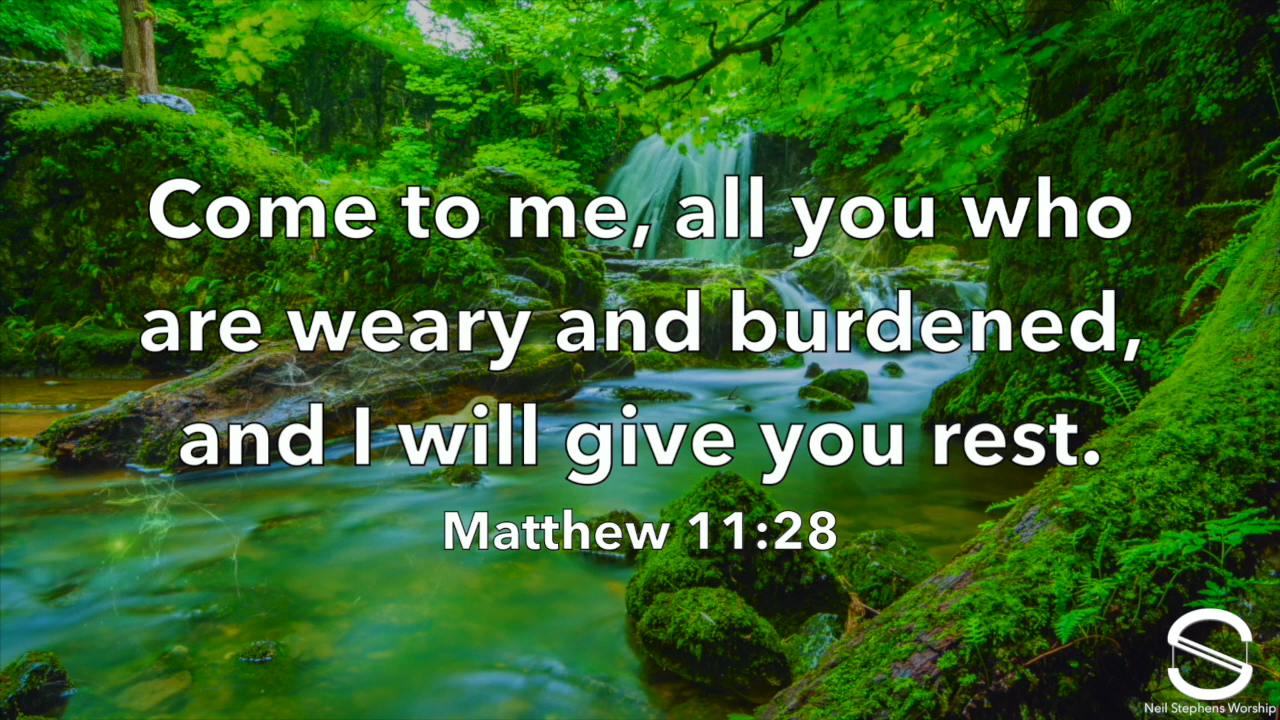 Come to me, all you who
are weary and burdened,
and I will give you rest.
Matthew 11:28
Neil Stephens Worship